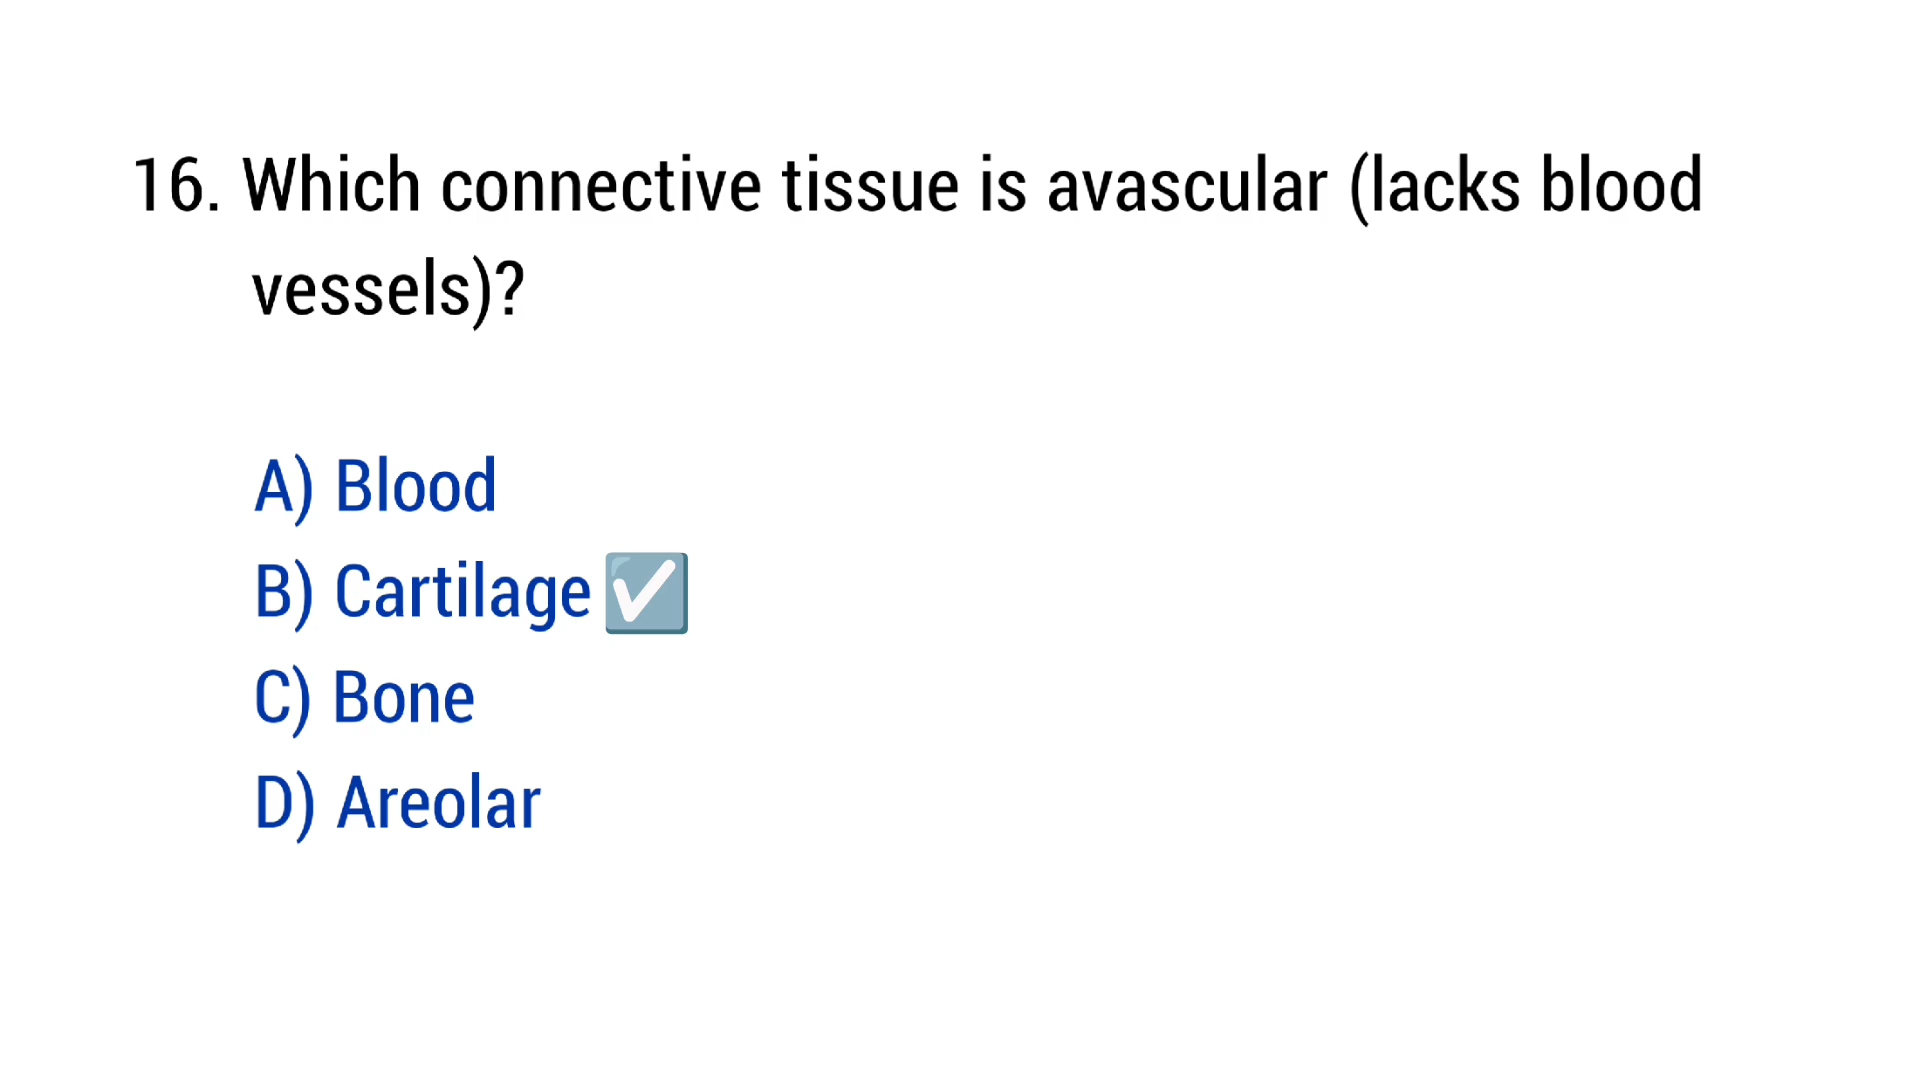 16. Which connective tissue is avascular (lacks blood
vessels)?
A) Blood
B) Cartilage ☑️
C) Bone
D) Areolar